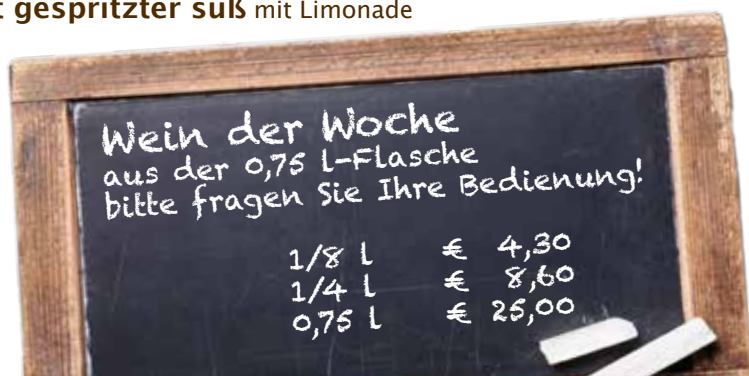 gespritzter süß mit Limonade
Wein der Woche
aus der 0,75 l-Flasche
bitte fragen Sie Ihre Bedienung!
1/8 l € 4,30
1/4 l € 8,60
0,75 l € 25,00